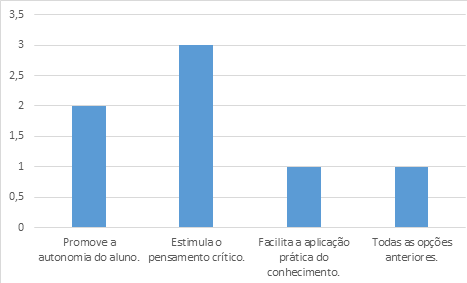 3,5
3
2,5
2
1,5
1
0,5
0
Promove a
autonomia do aluno.
Estimula o
pensamento crítico.
Facilita a aplicação
prática do
conhecimento.
Todas as opções
anteriores.